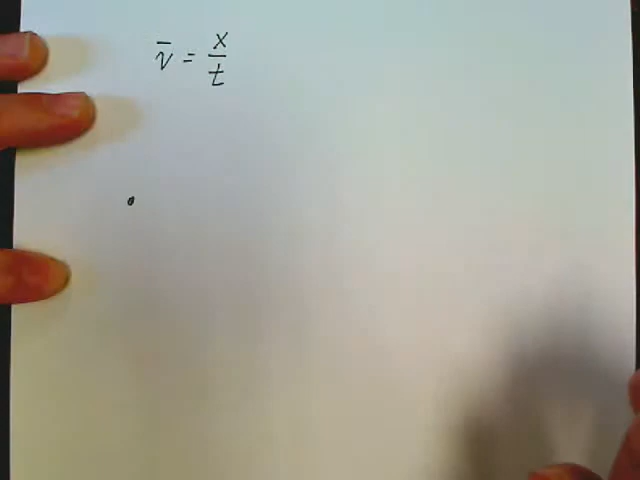 v̄ = x/t